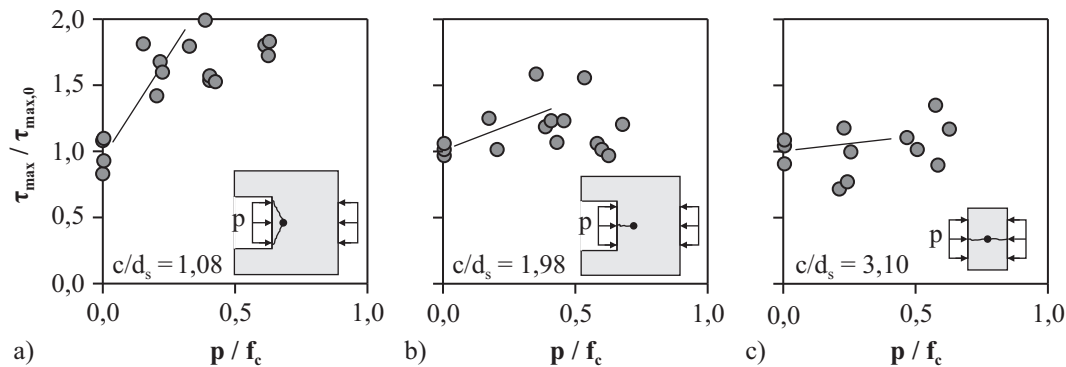 τmax / τmax,0
2,0
1,5
1,0
0,5
0,0
p
c/ds = 1,08
0,0 0,5 1,0
p / fc
a)
p
c/ds = 1,98
0,0 0,5 1,0
p / fc
b)
p
c/ds = 3,10
0,0 0,5 1,0
p / fc
c)